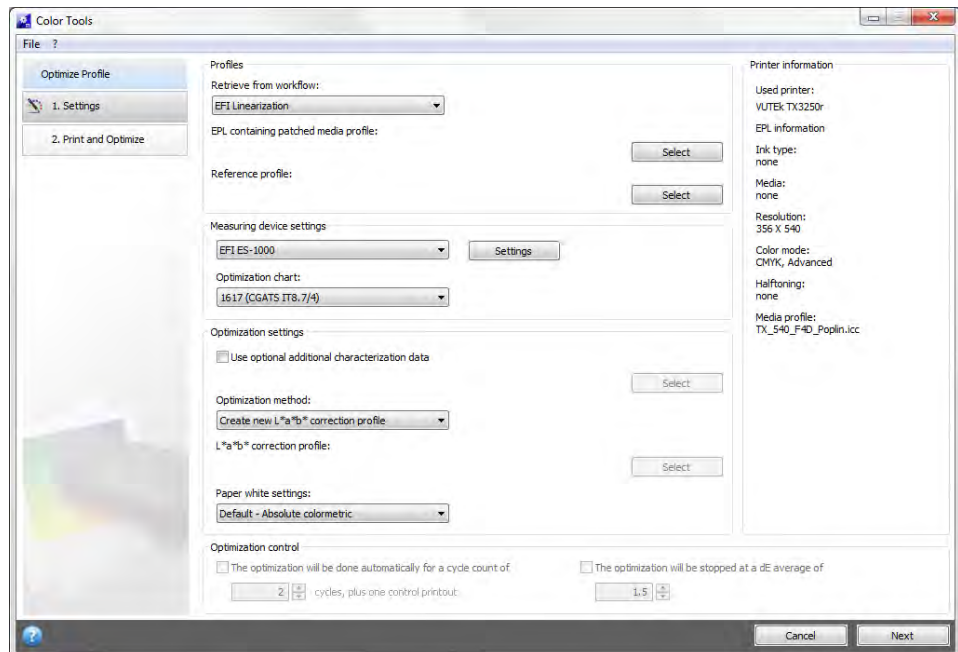 Color Tools
File ?
Optimize Profile
1. Settings
2. Print and Optimize
Profiles
Retrieve from workflow:
EFI Linearization
EPL containing patched media profile:
Select
Reference profile:
Select
Measuring device settings
EFI ES-1000
Settings
Optimization chart:
1617 (CGATS IT8.7/4)
Optimization settings
Use optional additional characterization data
Select
Optimization method:
Create new L*a*b* correction profile
L*a*b* correction profile:
Select
Paper white settings:
Default - Absolute colormetric
Optimization control
The optimization will be done automatically for a cycle count of
2 cycles, plus one control printout
The optimization will be stopped at a dE average of
1.5
Printer information
Used printer:
VUTEk TX3250r
EPL information
Ink type:
none
Media:
none
Resolution:
356 X 540
Color mode:
CMYK, Advanced
Halftoning:
none
Media profile:
TX_540_F4D_Poplin.icc
?
Cancel
Next